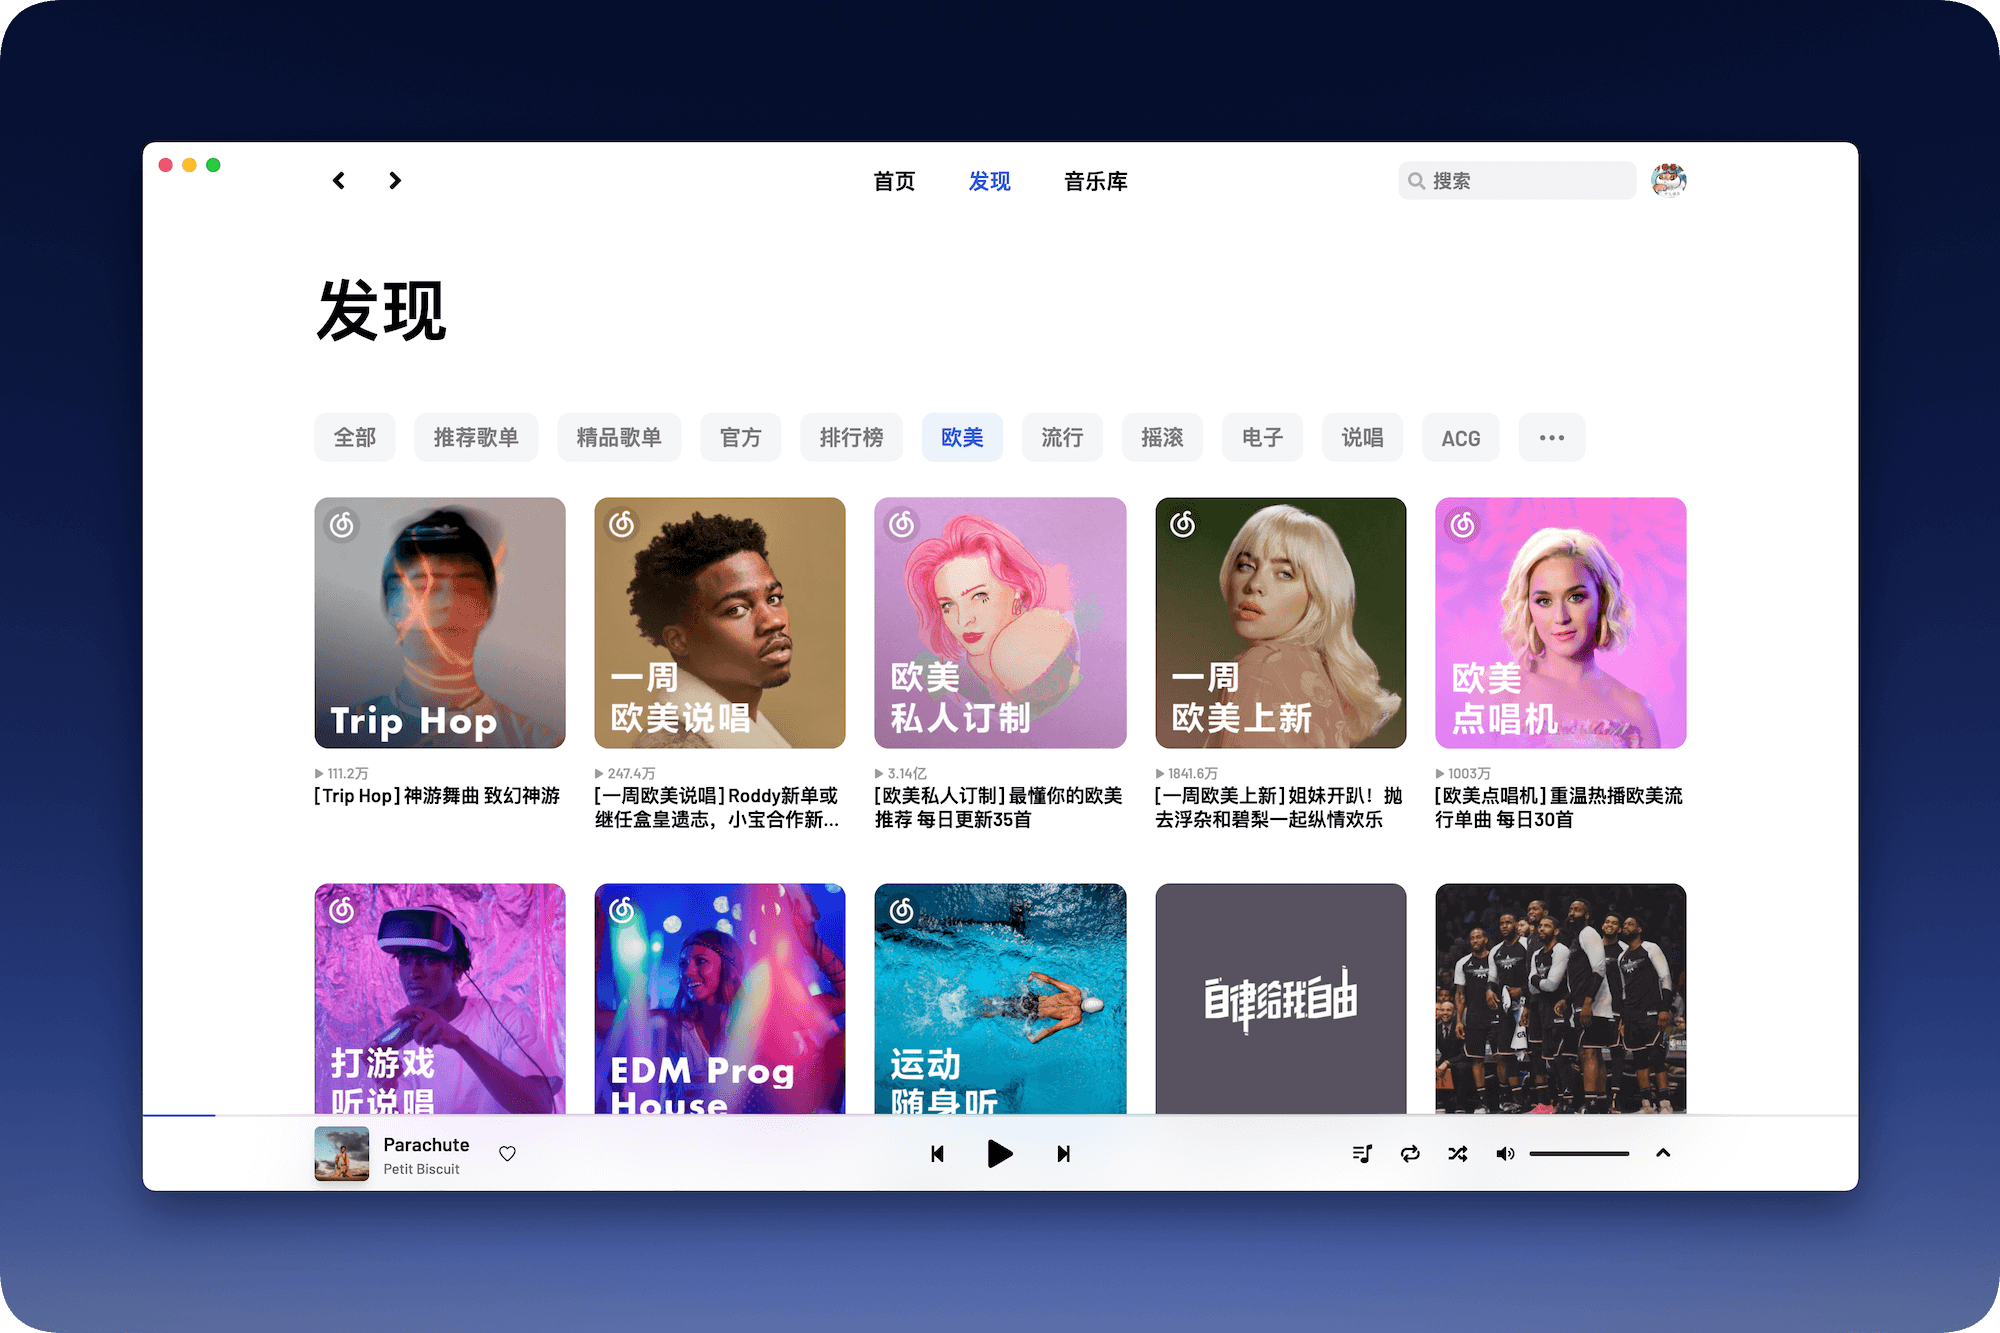 首页
发现
音乐库
搜索
发现
全部
推荐歌单
精品歌单
官方
排行榜
欧美
流行
摇滚
电子
说唱
ACG
Trip Hop
一周
欧美说唱
欧美
私人订制
一周
欧美上新
欧美
点唱机
111.2万
[Trip Hop] 神游舞曲 致幻神游
247.4万
[一周欧美说唱] Roddy新单或
继任盒皇遗志，小宝合作新...
3.14亿
[欧美私人订制] 最懂你的欧美
推荐 每日更新35首
1841.6万
[一周欧美上新] 姐妹开趴！抛
去浮杂和碧梨一起纵情欢乐
1003万
[欧美点唱机] 重温热播欧美流
行单曲 每日30首
打游戏
听说唱
EDM Prog
House
运动
随身听
自律给我自由
Parachute
Petit Biscuit